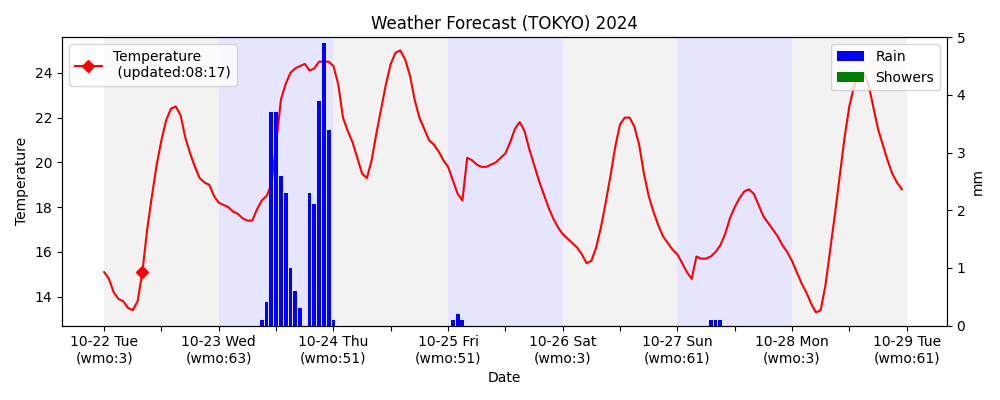 Weather Forecast (TOKYO) 2024
Temperature
(updated:08:17)
Rain
Showers
Temperature
24
22
20
18
16
14
5
4
3
2
1
0
mm
10-22 Tue
(wmo:3)
10-23 Wed
(wmo:63)
10-24 Thu
(wmo:51)
10-25 Fri
(wmo:51)
10-26 Sat
(wmo:3)
10-27 Sun
(wmo:61)
10-28 Mon
(wmo:3)
10-29 Tue
(wmo:61)
Date